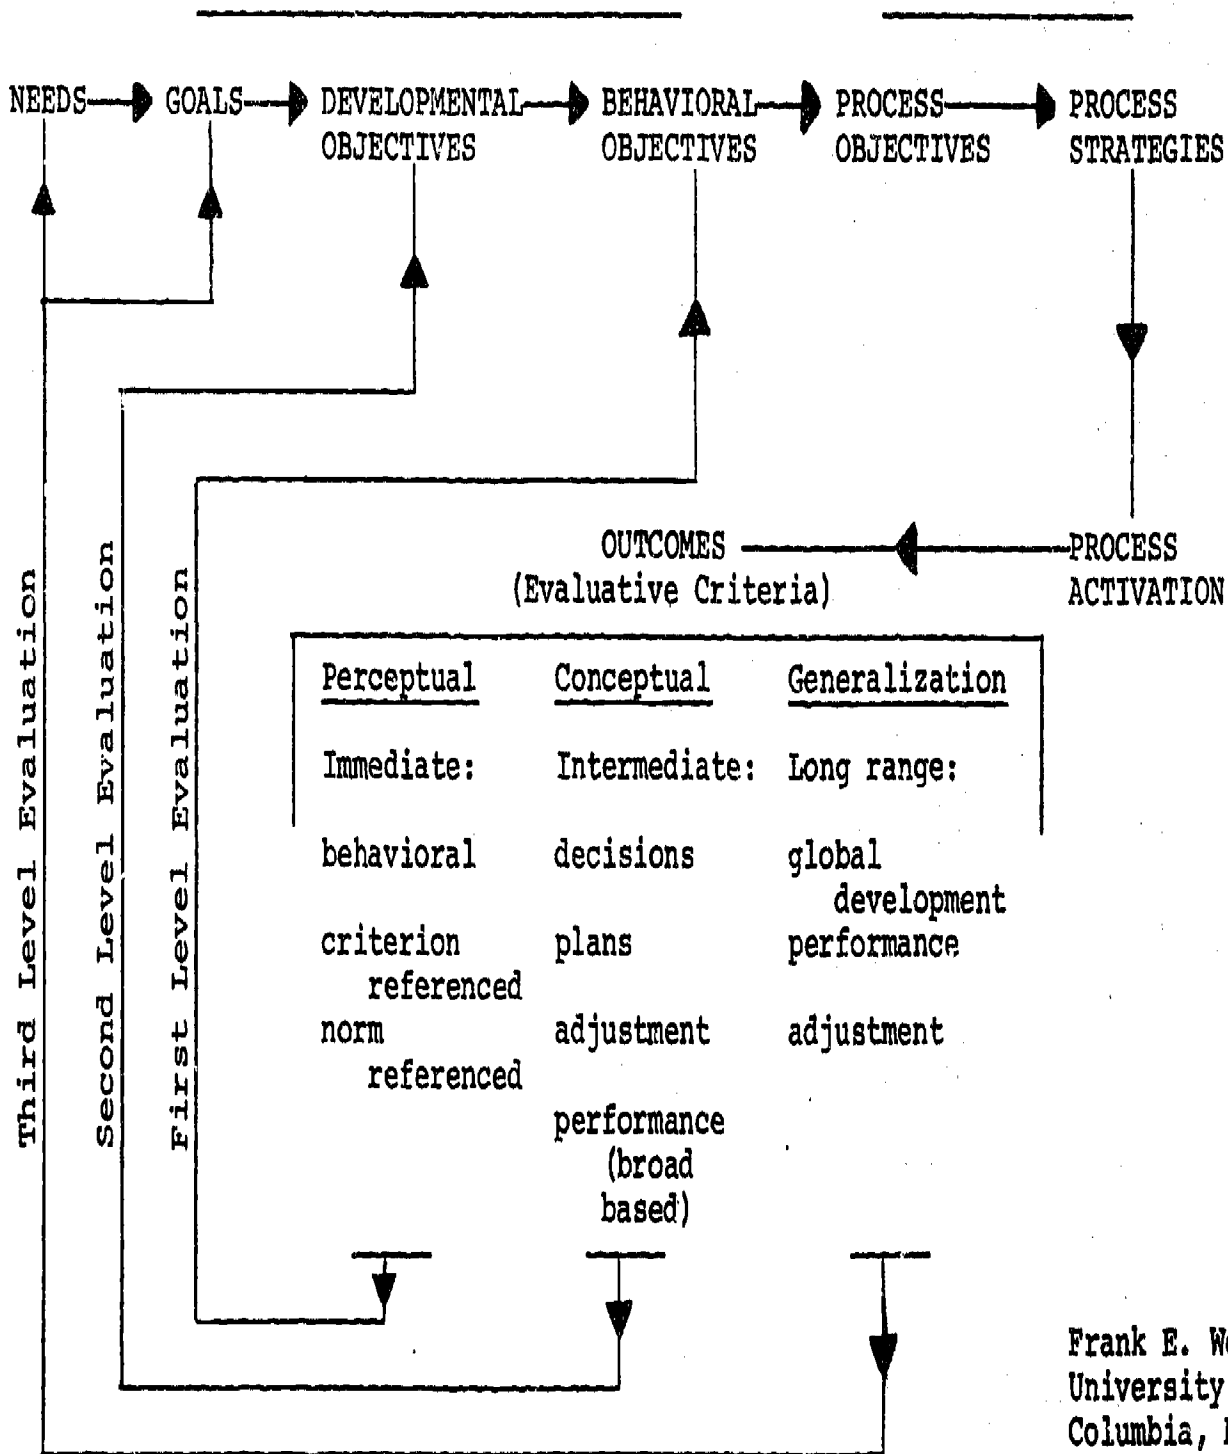 NEEDS GOALS DEVELOPMENTAL BEHAVIORAL PROCESS PROCESS
OBJECTIVES OBJECTIVES OBJECTIVES STRATEGIES
OUTCOMES PROCESS
(Evaluative Criteria) ACTIVATION
Third Level Evaluation
Second Level Evaluation
First Level Evaluation
Perceptual Conceptual Generalization
Immediate: Intermediate: Long range:
behavioral decisions global
development
criterion plans performance
referenced
norm adjustment adjustment
referenced
performance
(broad
based)
Frank E.
University
Columbia,